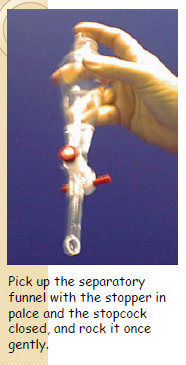 Pick up the separatory
funnel with the stopper in
palce and the stopcock
closed, and rock it once
gently.